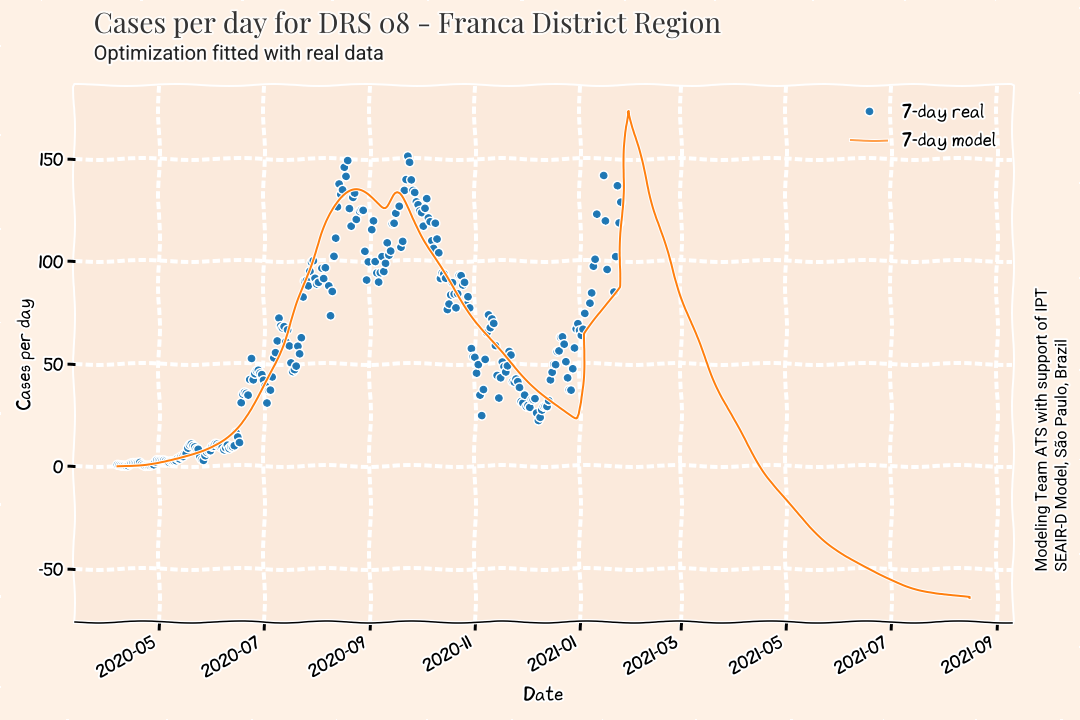 Cases per day for DRS 08 - Franca District Region
Optimization fitted with real data
7-day real
7-day model
150
100
50
0
-50
Cases per day
2020-05
2020-07
2020-09
2020-11
2021-01
2021-03
2021-05
2021-07
2021-09
Date
Modeling Team ATS with support of IPT
SEAIR-D Model, São Paulo, Brazil